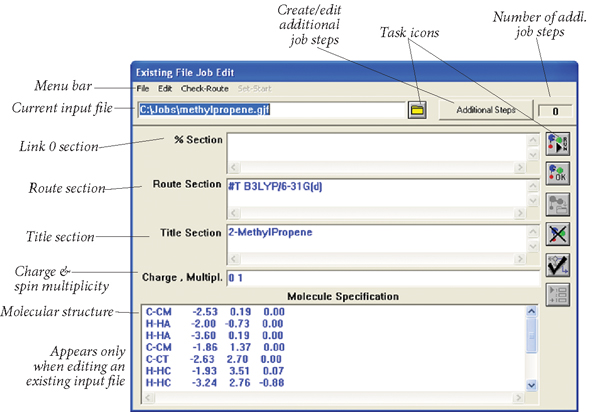 Create/edit
additional
job steps
Task icons
Number of addl.
job steps
Existing File Job Edit
Menu bar
File Edit Check-Route Set-Start
Current input file
C:\Jobs\methylpropene.gjf
Additional Steps
0
Link 0 section
% Section
Route section
Route Section
#T B3LYP/6-31G(d)
OK
Title section
Title Section
2-MethylPropene
Charge &
spin multiplicity
Charge , Multipl.
0 1
Molecule Specification
Molecular structure
C-CM -2.53 0.19 0.00
H-HA -2.00 -0.73 0.00
H-HA -3.60 0.19 0.00
C-CM -1.86 1.37 0.00
C-CT -2.63 2.70 0.00
H-HC -1.93 3.51 0.07
H-HC -3.24 2.76 -0.88
Appears only
when editing an
existing input file